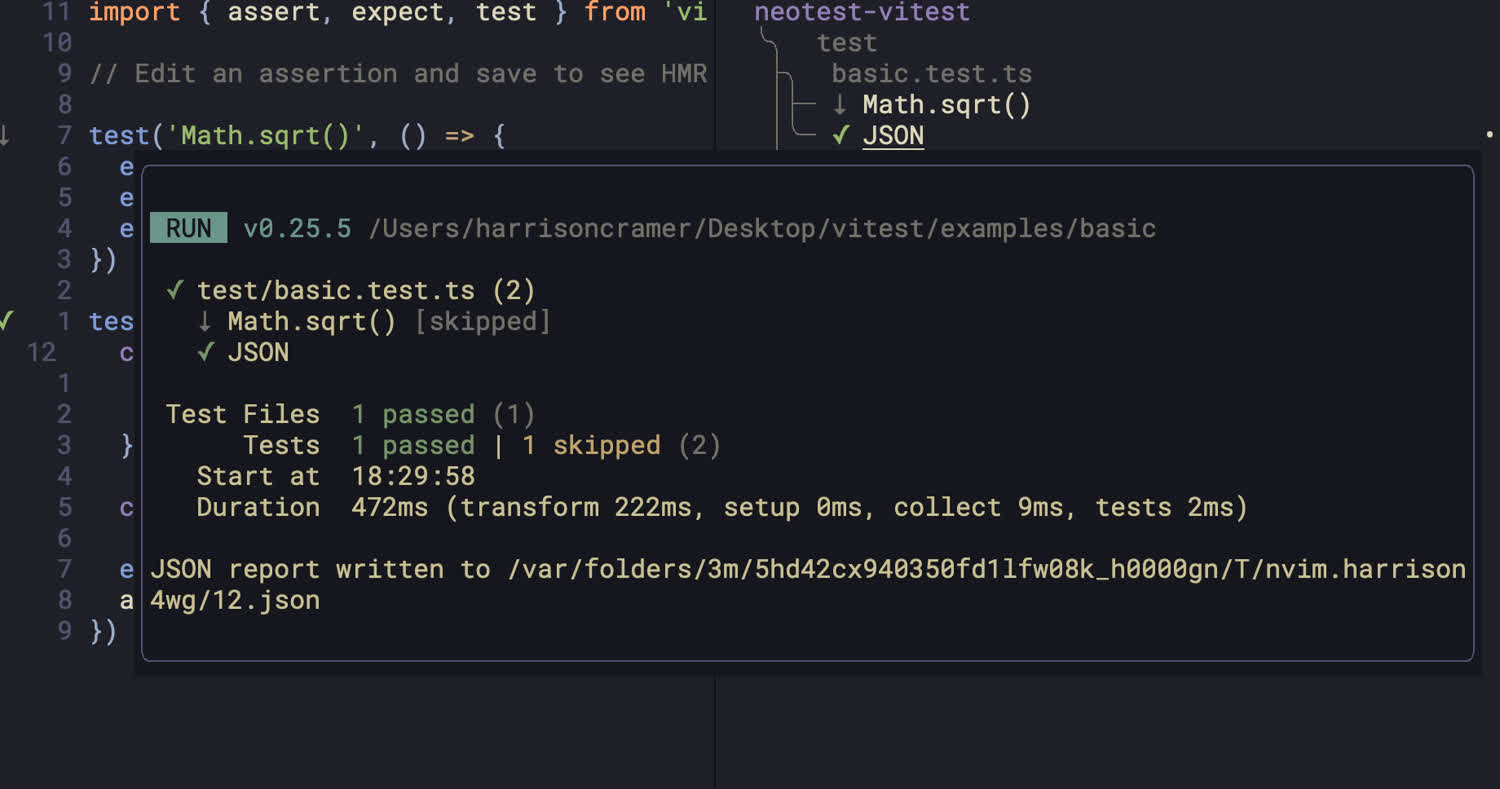 11 import { assert, expect, test } from 'vi
10
9 // Edit an assertion and save to see HMR
8
↓ 7 test('Math.sqrt()', () => {
6 e
5 e
4 e
3 })
2
✓ 1 tes
12 c
1
2
3 }
4
5 c
6
7 e
8 a
9 })
neotest-vitest
test
basic.test.ts
↓ Math.sqrt()
✓ JSON
RUN v0.25.5 /Users/harrisoncramer/Desktop/vitest/examples/basic
✓ test/basic.test.ts (2)
↓ Math.sqrt() [skipped]
✓ JSON
Test Files 1 passed (1)
Tests 1 passed | 1 skipped (2)
Start at 18:29:58
Duration 472ms (transform 222ms, setup 0ms, collect 9ms, tests 2ms)
JSON report written to /var/folders/3m/5hd42cx940350fd1lfw08k_h0000gn/T/nvim.harrison
4wg/12.json